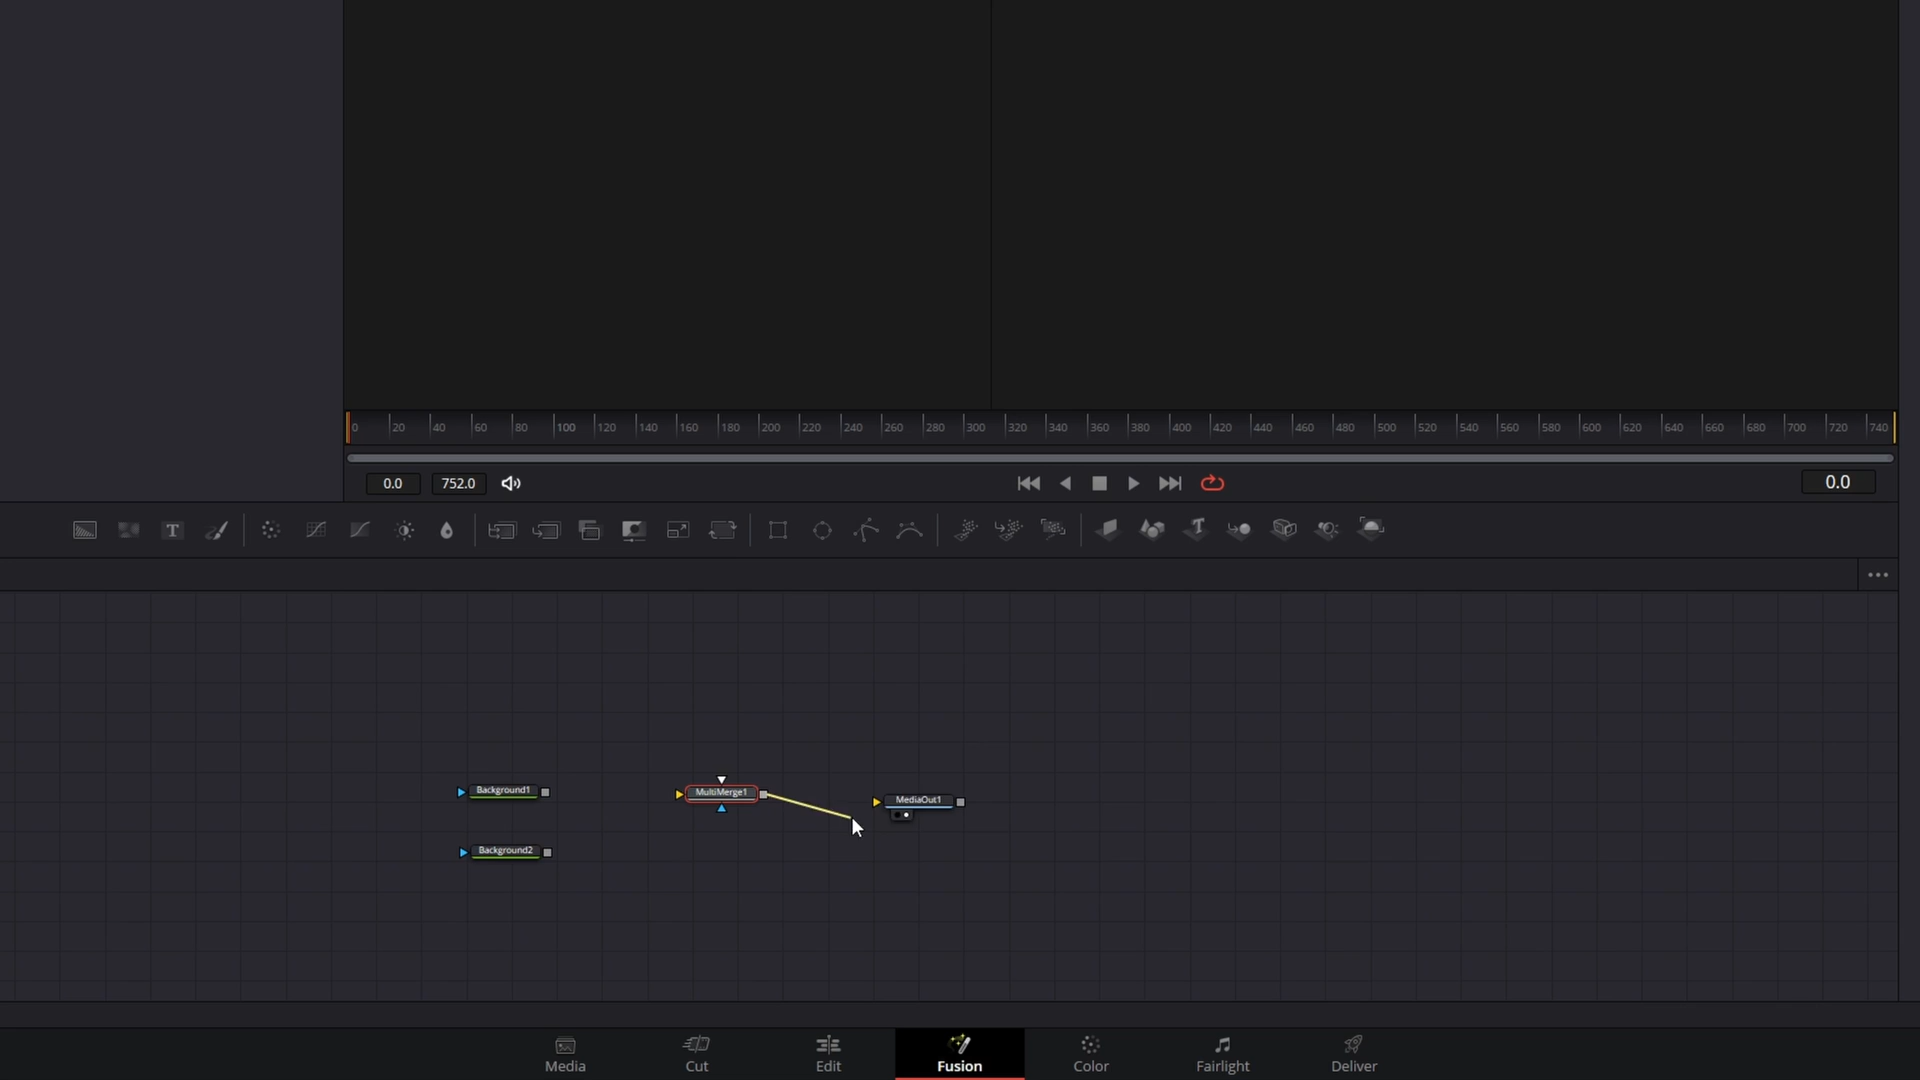 0 20 40 60 80 100 120 140 160 180 200 220 240 260 280 300 320 340 360 380 400 420 440 460 480 500 520 540 560 580 600 620 640 660 680 700 720 740
0.0 752.0 0.0
T
Background1 MultiMerge1 MediaOut1
Background2
Media Cut Edit Fusion Color Fairlight Deliver